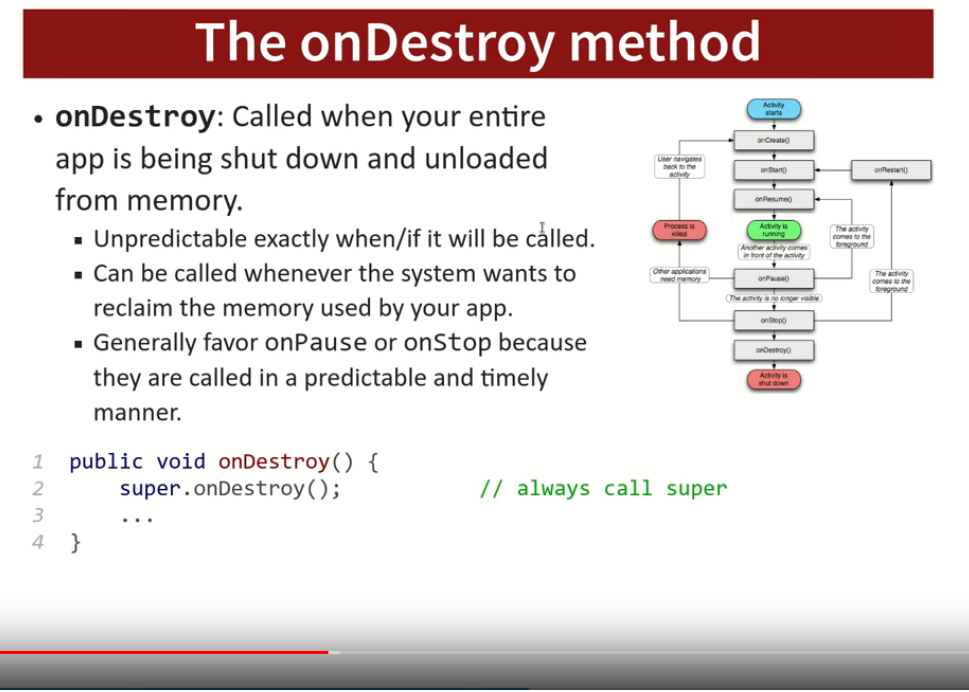 The onDestroy method
• onDestroy: Called when your entire
app is being shut down and unloaded
from memory.
▪ Unpredictable exactly when/if it will be called.
▪ Can be called whenever the system wants to
reclaim the memory used by your app.
▪ Generally favor onPause or onStop because
they are called in a predictable and timely
manner.
Activity
starts
onCreate()
User navigates
back to the
activity
onStart()
onRestart()
onResume()
Process is
killed
Activity is
running
The activity
comes to the
foreground
Another activity comes
in front of the activity
Other applications
need memory
onPause()
The activity
comes to the
foreground
The activity is no longer visible
onStop()
onDestroy()
Activity is
shut down
1 public void onDestroy() {
2 super.onDestroy(); // always call super
3 ...
4 }